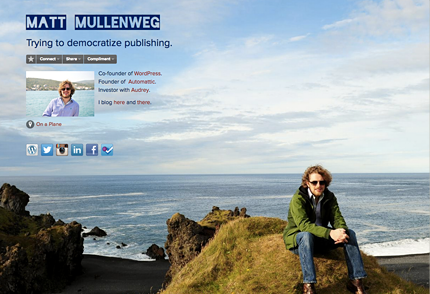 MATT MULLENWEG
Trying to democratize publishing.
Connect Share Compliment
Co-founder of WordPress.
Founder of Automattic.
Investor with Audrey.
I blog here and there.
On a Plane